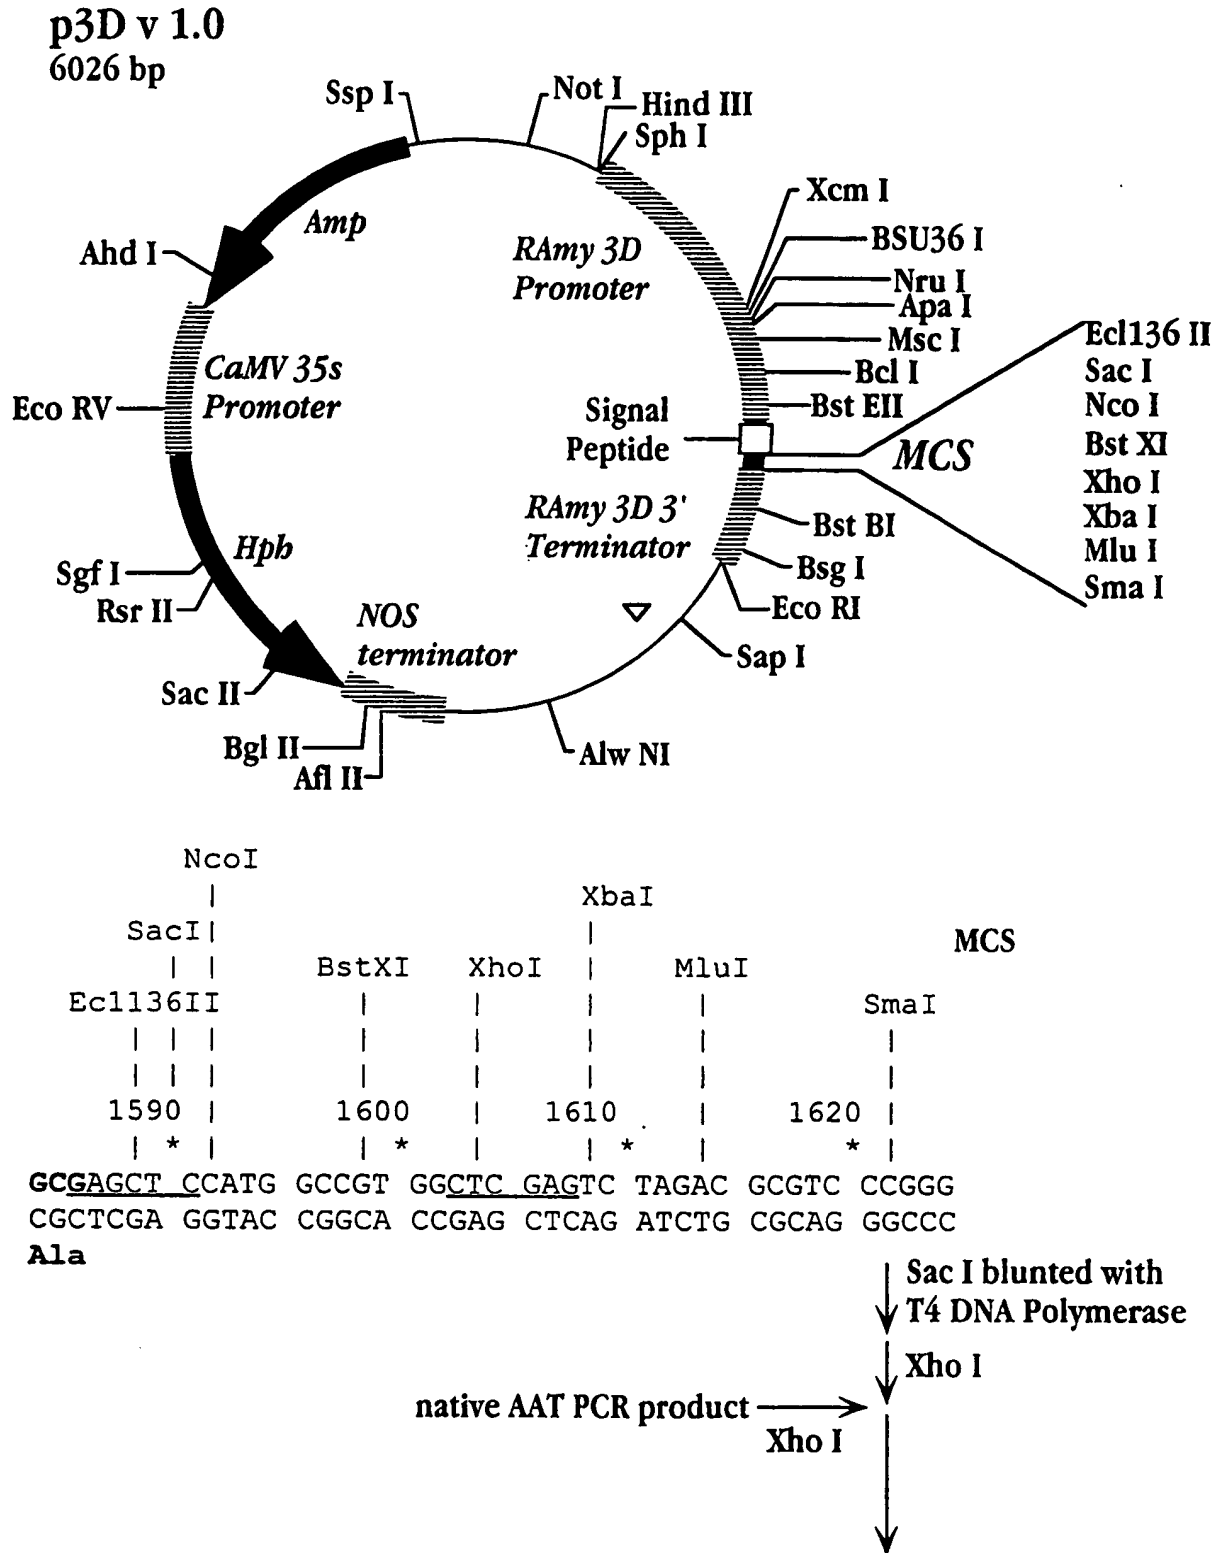 p3D v 1.0
6026 bp
Ssp I
Not I
Hind III
Sph I
Xcm I
Amp
RAmy 3D
Promoter
BSU36 I
Ahd I
Nru I
Apa I
Msc I
Ecl136 II
CaMV 35s
Promoter
Bcl I
Sac I
Eco RV
Signal
Peptide
Bst EII
Nco I
MCS
Bst XI
Xho I
RAmy 3D 3'
Terminator
Bst BI
Xba I
Hph
Mlu I
Sgf I
Bsg I
Sma I
Rsr II
NOS
terminator
Eco RI
Sap I
Sac II
Bgl II
Afl II
Alw NI
NcoI
XbaI
SacI
MCS
BstXI XhoI MluI
Ecl136II SmaI
1590 1600 1610 1620
* * * *
GCGAGCT CCATG GCCGT GGCTC GAGTC TAGAC GCGTC CCGGG
CGCTCGA GGTAC CGGCA CCGAG CTCAG ATCTG CGCAG GGCCC
Ala
Sac I blunted with
T4 DNA Polymerase
Xho I
native AAT PCR product
Xho I